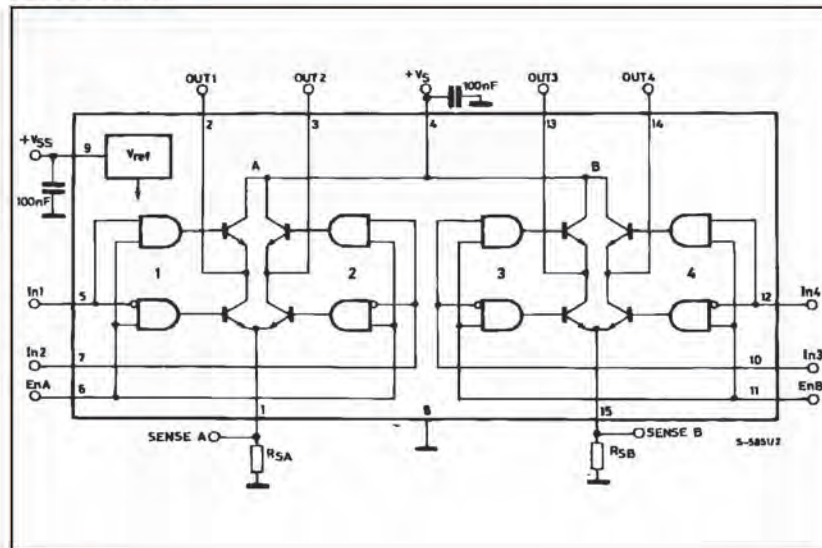 OUT1 OUT2 +VS 100nF OUT3 OUT4
2 3 4 13 14
+VSS 9 Vref
A B
100nF
1 2 3 4
In1 5 12 In4
In2 7 10 In3
EnA 6 11 EnB
1 8 15
SENSE A SENSE B S-5851/2
RSA RSB